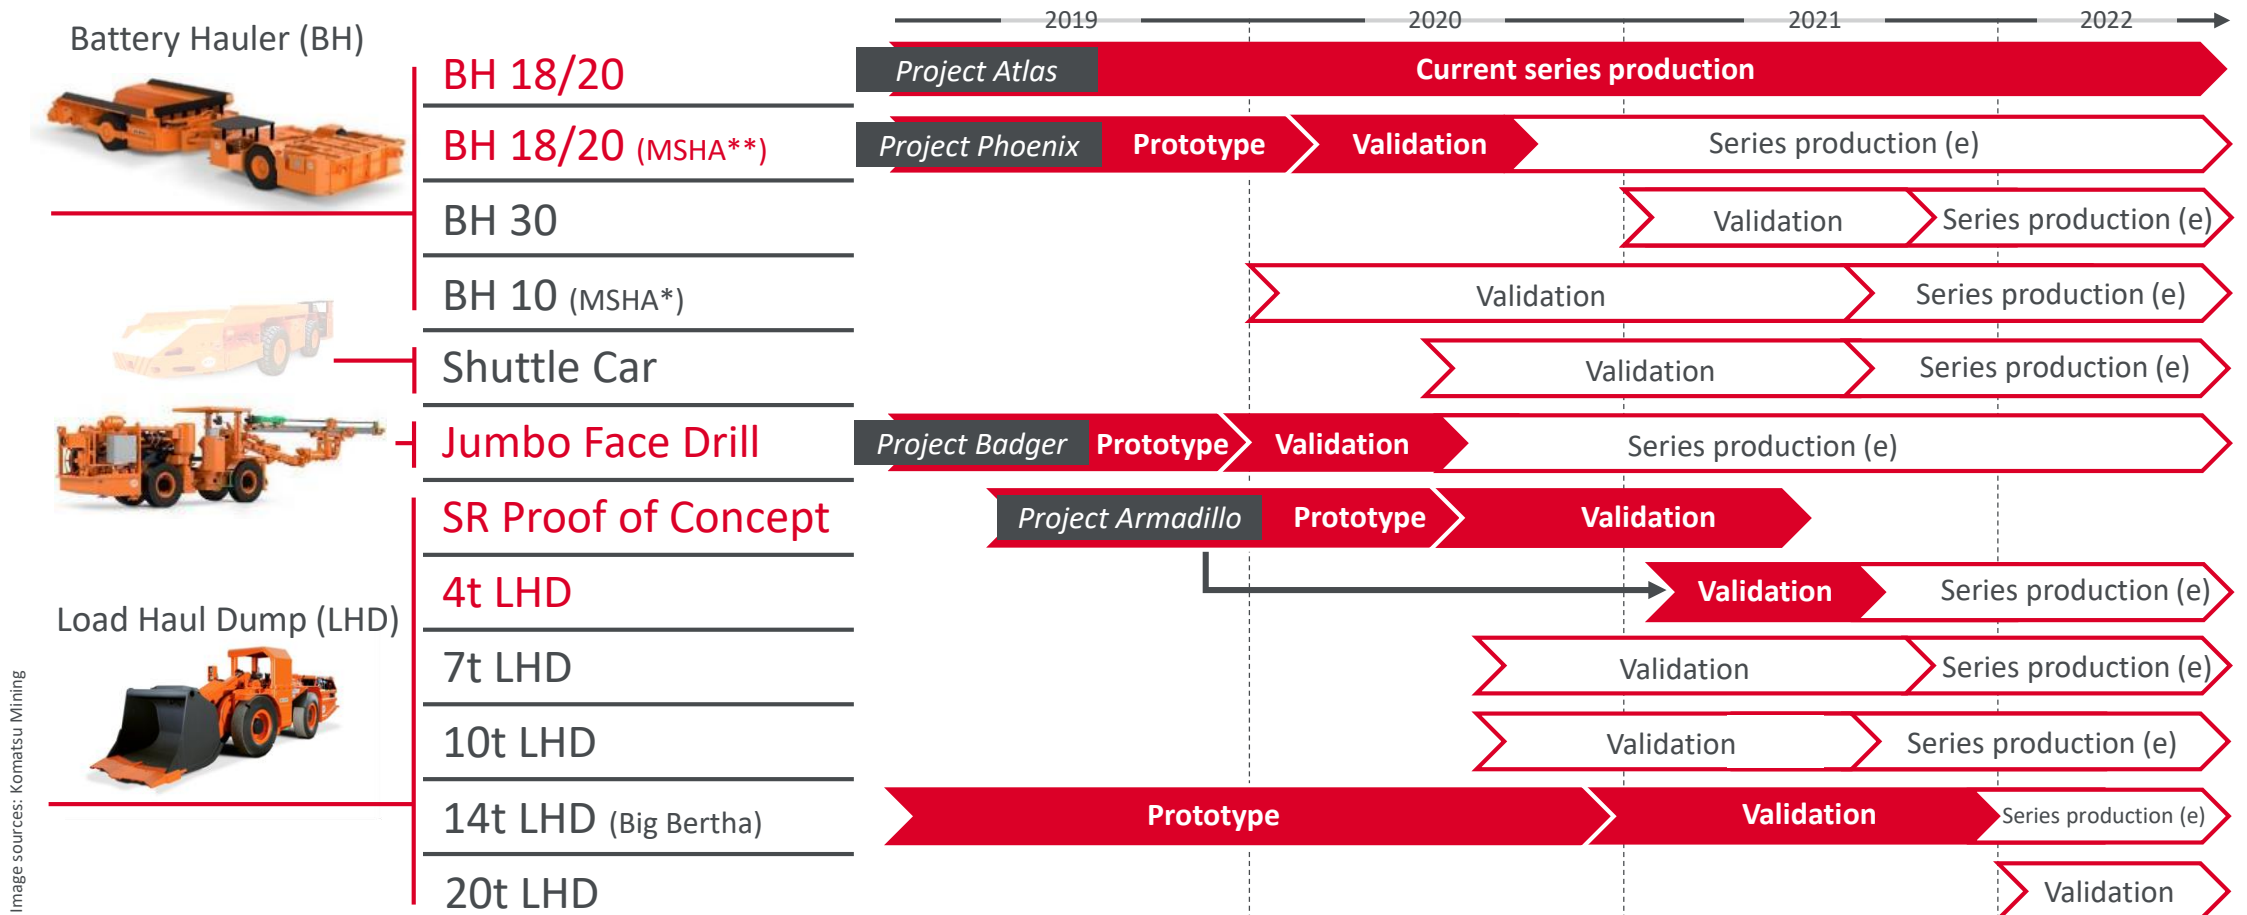 2019 2020 2021 2022
Battery Hauler (BH)
BH 18/20 Project Atlas Current series production
BH 18/20 (MSHA**) Project Phoenix Prototype Validation Series production (e)
BH 30 Validation Series production (e)
BH 10 (MSHA*) Validation Series production (e)
Shuttle Car Validation Series production (e)
Jumbo Face Drill Project Badger Prototype Validation Series production (e)
SR Proof of Concept Project Armadillo Prototype Validation
4t LHD Validation Series production (e)
Load Haul Dump (LHD)
7t LHD Validation Series production (e)
10t LHD Validation Series production (e)
14t LHD (Big Bertha) Prototype Validation Series production (e)
20t LHD Validation
Image sources: Komatsu Mining